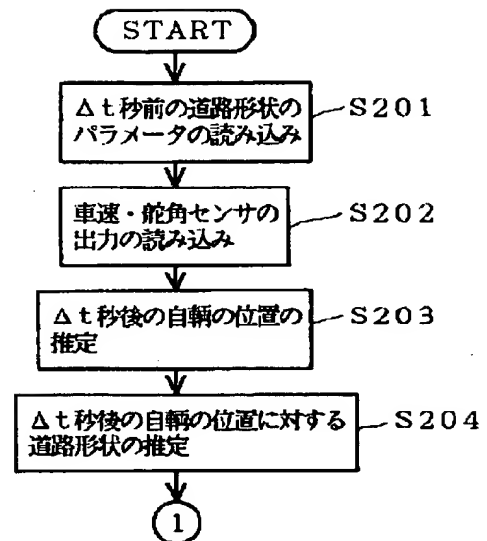 START
Δt秒前の道路形状の
パラメータの読み込み
S201
車速・舵角センサの
出力の読み込み
S202
Δt秒後の自輌の位置の
推定
S203
Δt秒後の自輌の位置に対する
道路形状の推定
S204
1